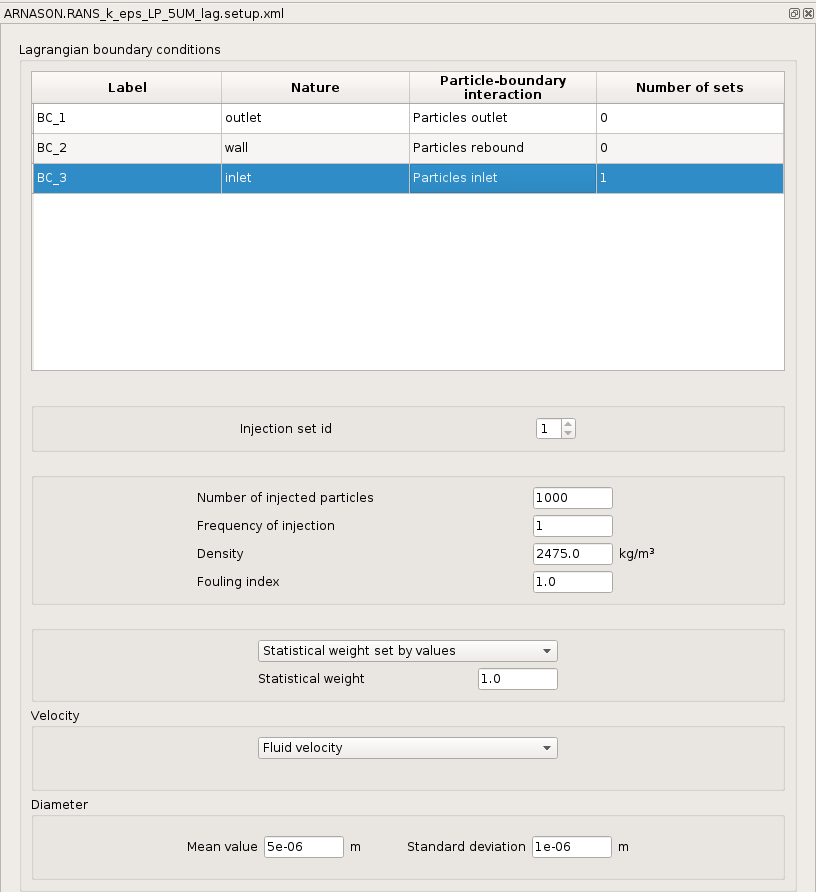 ARNASON.RANS_k_eps_LP_5UM_lag.setup.xml
Lagrangian boundary conditions
Label Nature Particle-boundary interaction Number of sets
BC_1 outlet Particles outlet 0
BC_2 wall Particles rebound 0
BC_3 inlet Particles inlet 1
Injection set id 1
Number of injected particles 1000
Frequency of injection 1
Density 2475.0 kg/m³
Fouling index 1.0
Statistical weight set by values
Statistical weight 1.0
Velocity
Fluid velocity
Diameter
Mean value 5e-06 m Standard deviation 1e-06 m